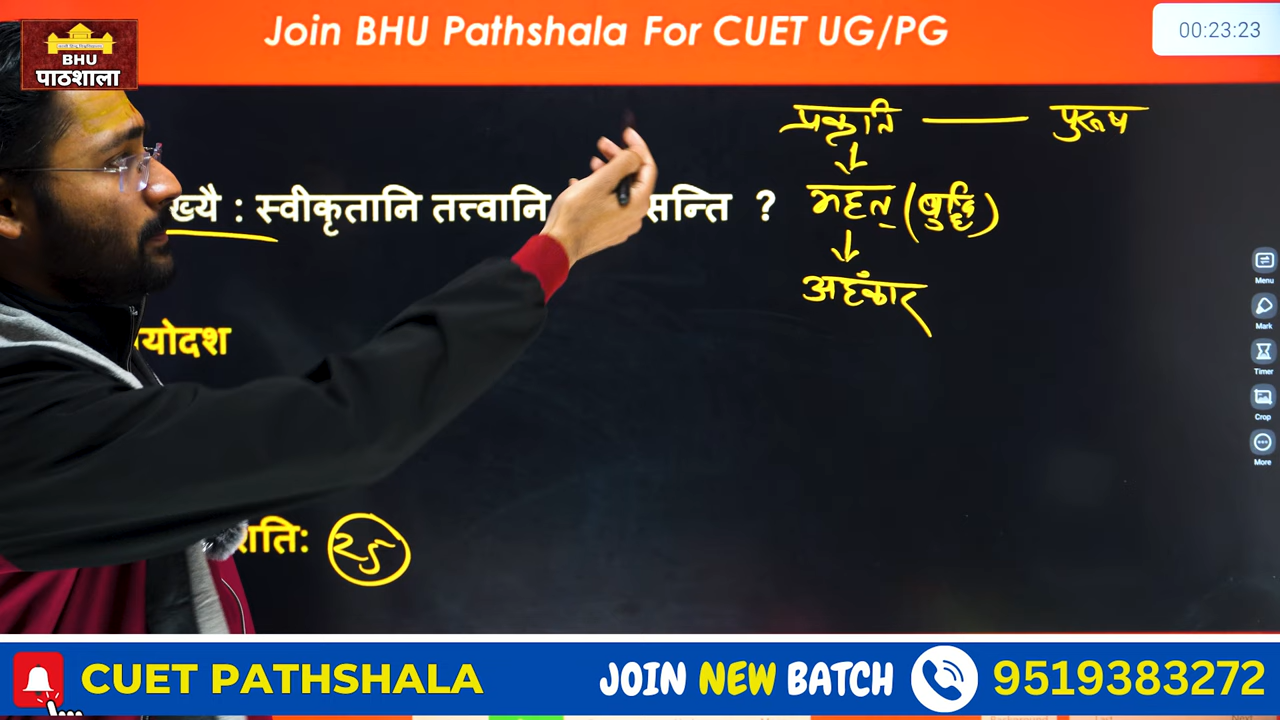 Join BHU Pathshala For CUET UG/PG
00:23:23
BHU
पाठशाला
प्रकृति — पुरूष
↓
ख्यै : स्वीकृतानि तत्त्वानि सन्ति ?
महत् (बुद्धि)
↓
अहंकार
योदश
शति: 25
Menu
Mark
Timer
Crop
More
CUET PATHSHALA
JOIN NEW BATCH
9519383272